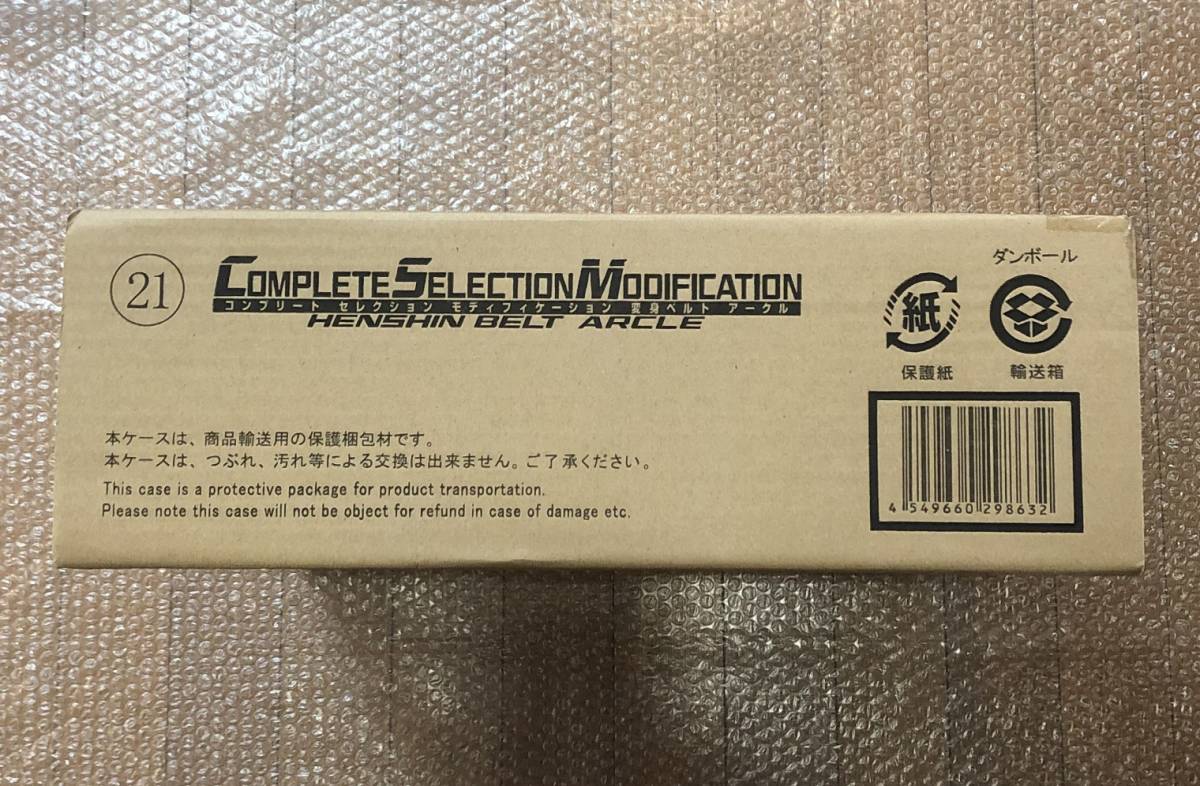 21
COMPLETE SELECTION MODIFICATION
コンプリート セレクション モディフィケーション 変身ベルト アークル
HENSHIN BELT ARCLE
ダンボール
紙
保護紙
輸送箱
本ケースは、商品輸送用の保護梱包材です。
本ケースは、つぶれ、汚れ等による交換は出来ません。ご了承ください。
This case is a protective package for product transportation.
Please note this case will not be object for refund in case of damage etc.
4 549660 298632